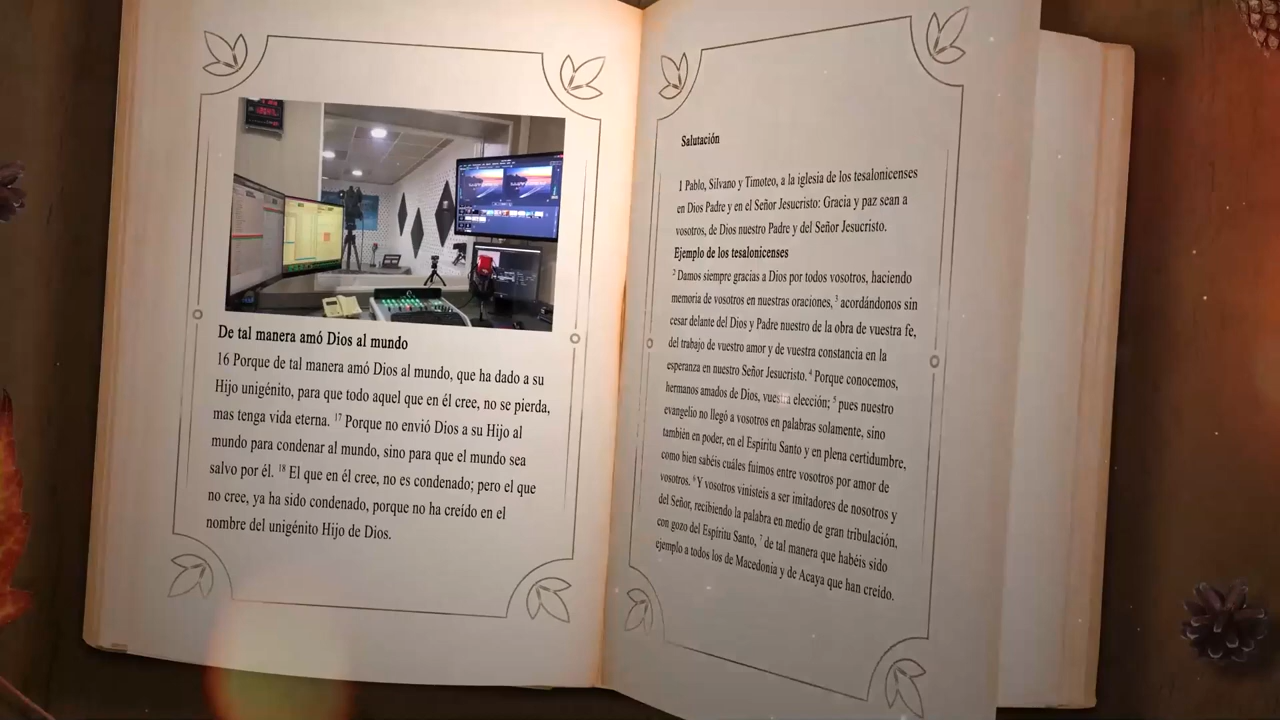 De tal manera amó Dios al mundo
16 Porque de tal manera amó Dios al mundo, que ha dado a su
Hijo unigénito, para que todo aquel que en él cree, no se pierda,
mas tenga vida eterna. 17 Porque no envió Dios a su Hijo al
mundo para condenar al mundo, sino para que el mundo sea
salvo por él. 18 El que en él cree, no es condenado; pero el que
no cree, ya ha sido condenado, porque no ha creído en el
nombre del unigénito Hijo de Dios.
Salutación
1 Pablo, Silvano y Timoteo, a la iglesia de los tesalonicenses
en Dios Padre y en el Señor Jesucristo: Gracia y paz sean a
vosotros, de Dios nuestro Padre y del Señor Jesucristo.
Ejemplo de los tesalonicenses
2 Damos siempre gracias a Dios por todos vosotros, haciendo
memoria de vosotros en nuestras oraciones, 3 acordándonos sin
cesar delante del Dios y Padre nuestro de la obra de vuestra fe,
del trabajo de vuestro amor y de vuestra constancia en la
esperanza en nuestro Señor Jesucristo. 4 Porque conocemos,
hermanos amados de Dios, vuestra elección; 5 pues nuestro
evangelio no llegó a vosotros en palabras solamente, sino
también en poder, en el Espíritu Santo y en plena certidumbre,
como bien sabéis cuáles fuimos entre vosotros por amor de
vosotros. 6 Y vosotros vinisteis a ser imitadores de nosotros y
del Señor, recibiendo la palabra en medio de gran tribulación,
con gozo del Espíritu Santo, 7 de tal manera que habéis sido
ejemplo a todos los de Macedonia y de Acaya que han creído.